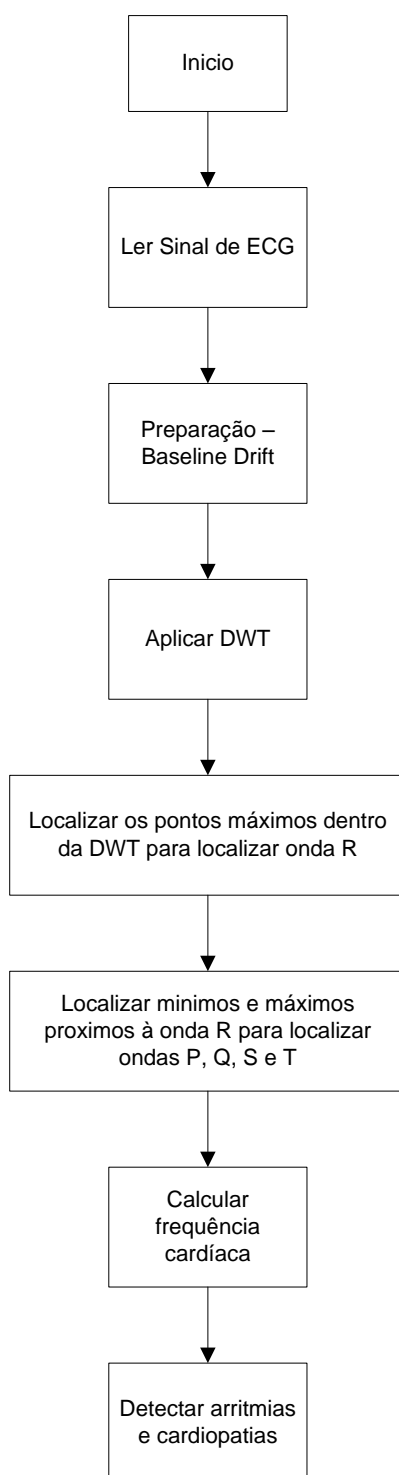 Inicio
Ler Sinal de ECG
Preparação –
Baseline Drift
Aplicar DWT
Localizar os pontos máximos dentro
da DWT para localizar onda R
Localizar minimos e máximos
proximos à onda R para localizar
ondas P, Q, S e T
Calcular
frequência
cardíaca
Detectar arritmias
e cardiopatias